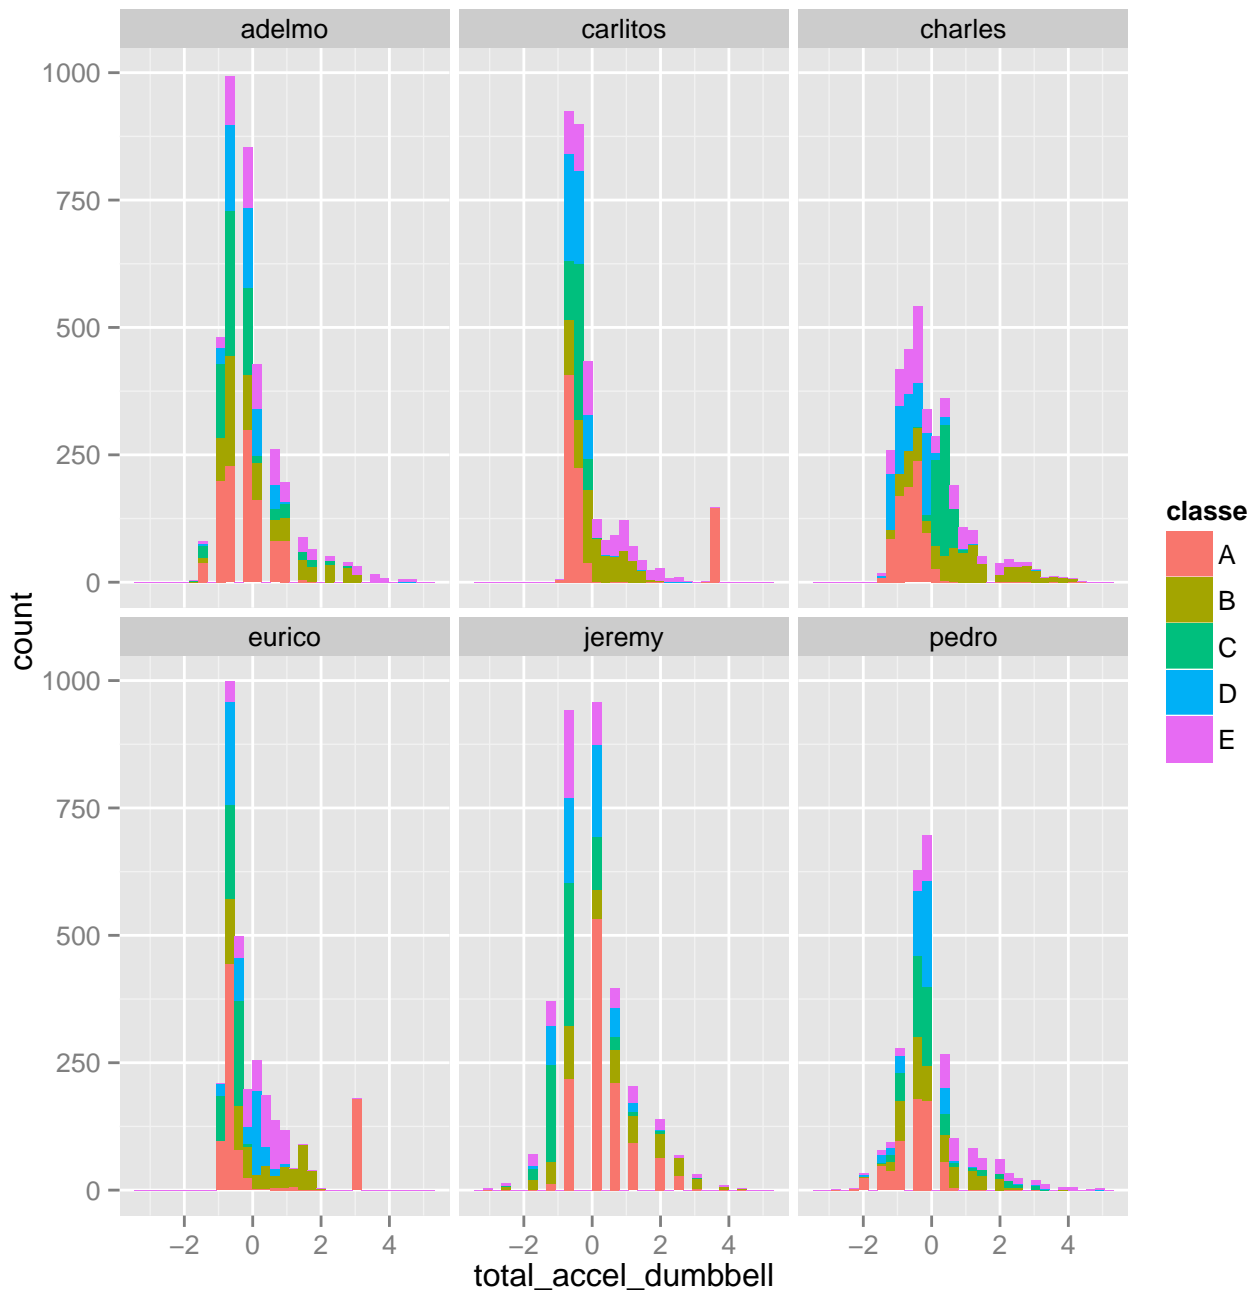 adelmo carlitos charles
1000
750
500
250
0
count
eurico jeremy pedro
1000
750
500
250
0
−2 0 2 4 −2 0 2 4 −2 0 2 4
total_accel_dumbbell
classe
A
B
C
D
E